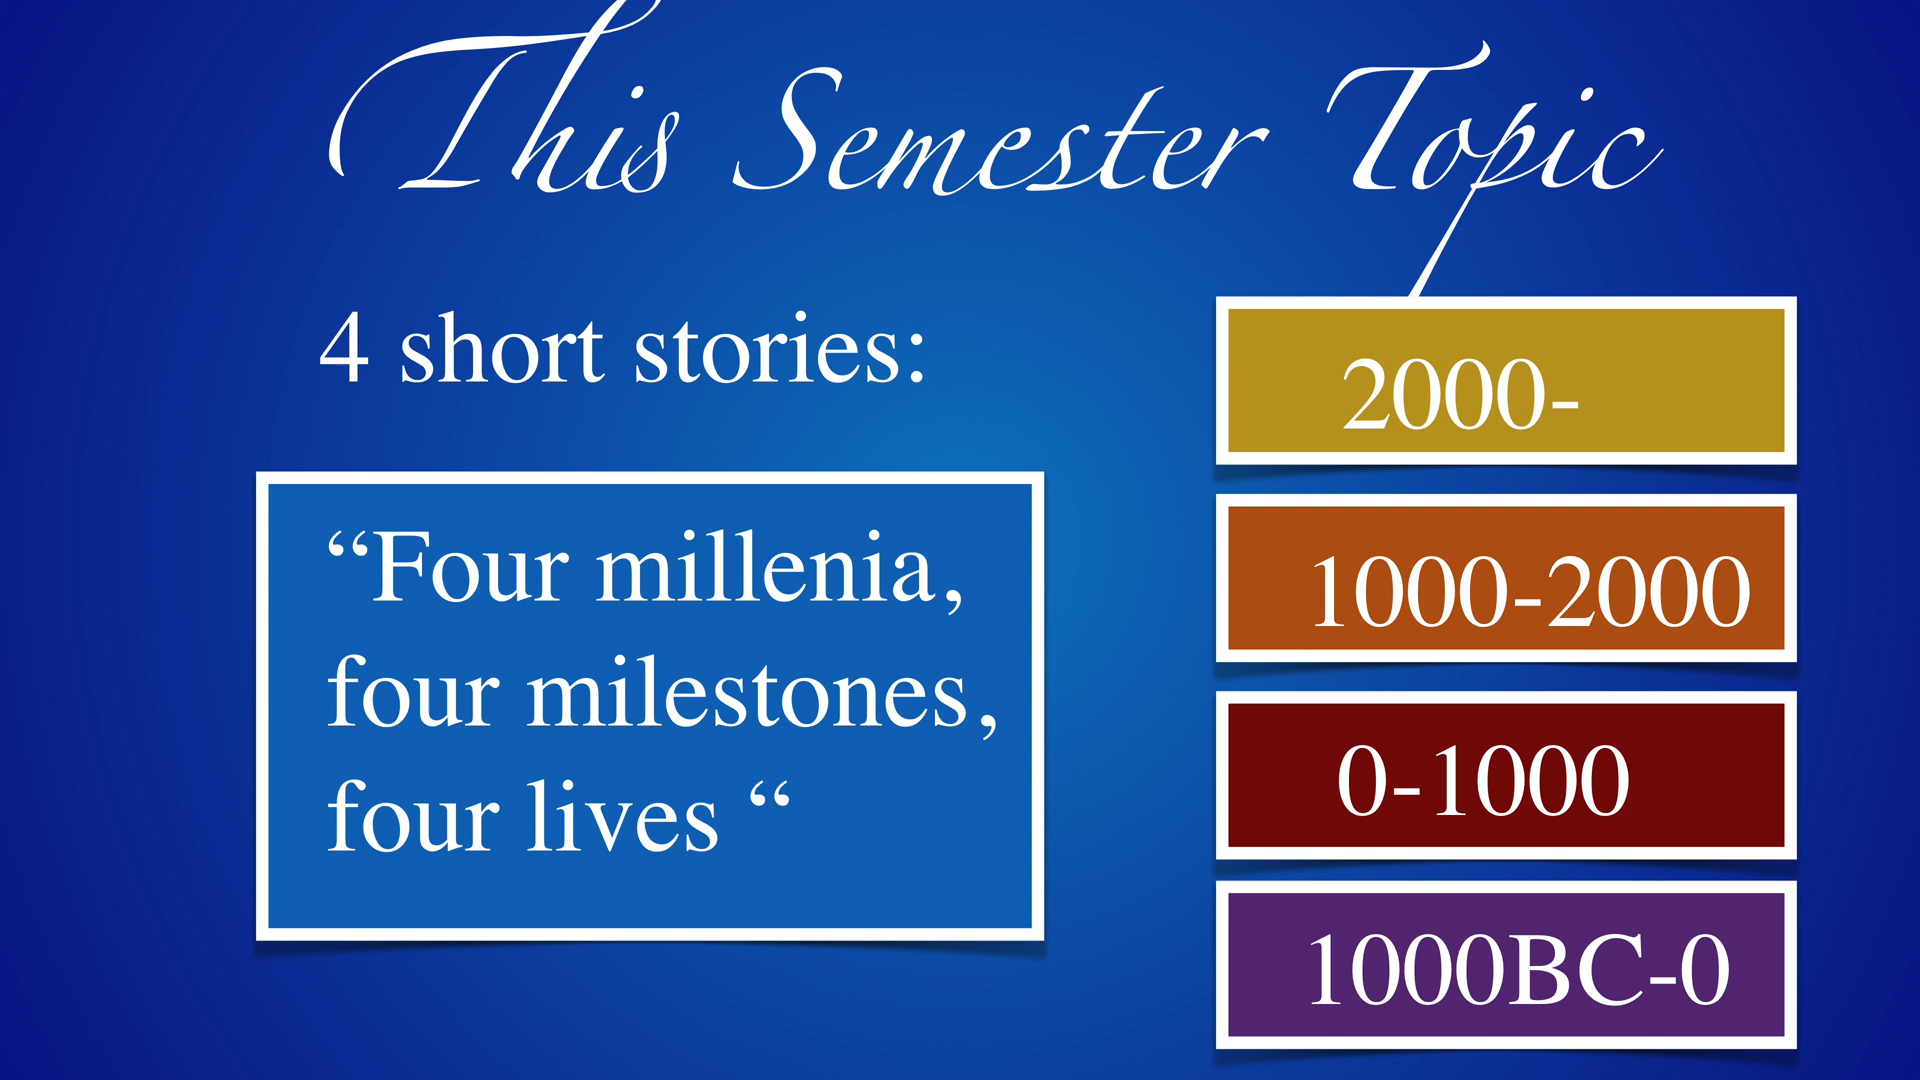 This Semester Topic
4 short stories:
“Four millenia,
four milestones,
four lives “
2000-
1000-2000
0-1000
1000BC-0